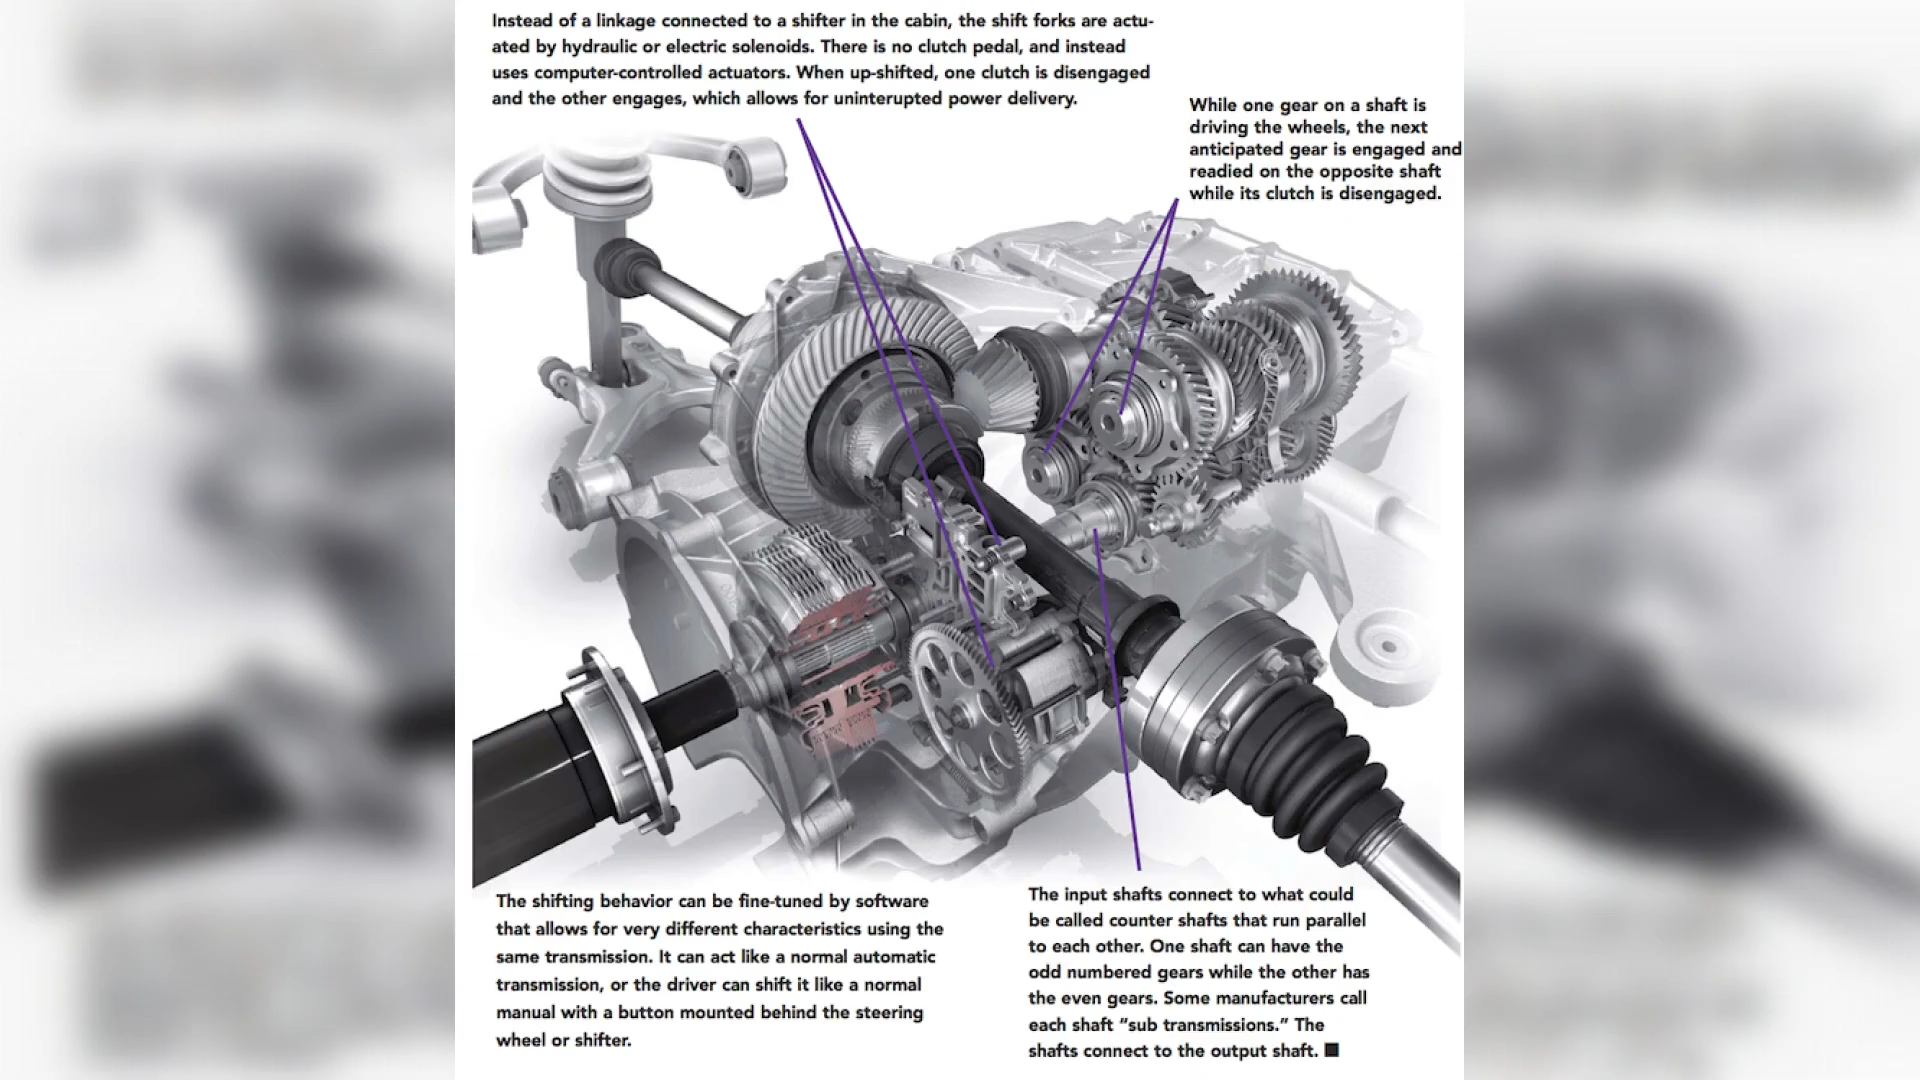 Instead of a linkage connected to a shifter in the cabin, the shift forks are actu-
ated by hydraulic or electric solenoids. There is no clutch pedal, and instead
uses computer-controlled actuators. When up-shifted, one clutch is disengaged
and the other engages, which allows for uninterupted power delivery.
While one gear on a shaft is
driving the wheels, the next
anticipated gear is engaged and
readied on the opposite shaft
while its clutch is disengaged.
The shifting behavior can be fine-tuned by software
that allows for very different characteristics using the
same transmission. It can act like a normal automatic
transmission, or the driver can shift it like a normal
manual with a button mounted behind the steering
wheel or shifter.
The input shafts connect to what could
be called counter shafts that run parallel
to each other. One shaft can have the
odd numbered gears while the other has
the even gears. Some manufacturers call
each shaft “sub transmissions.” The
shafts connect to the output shaft. ■